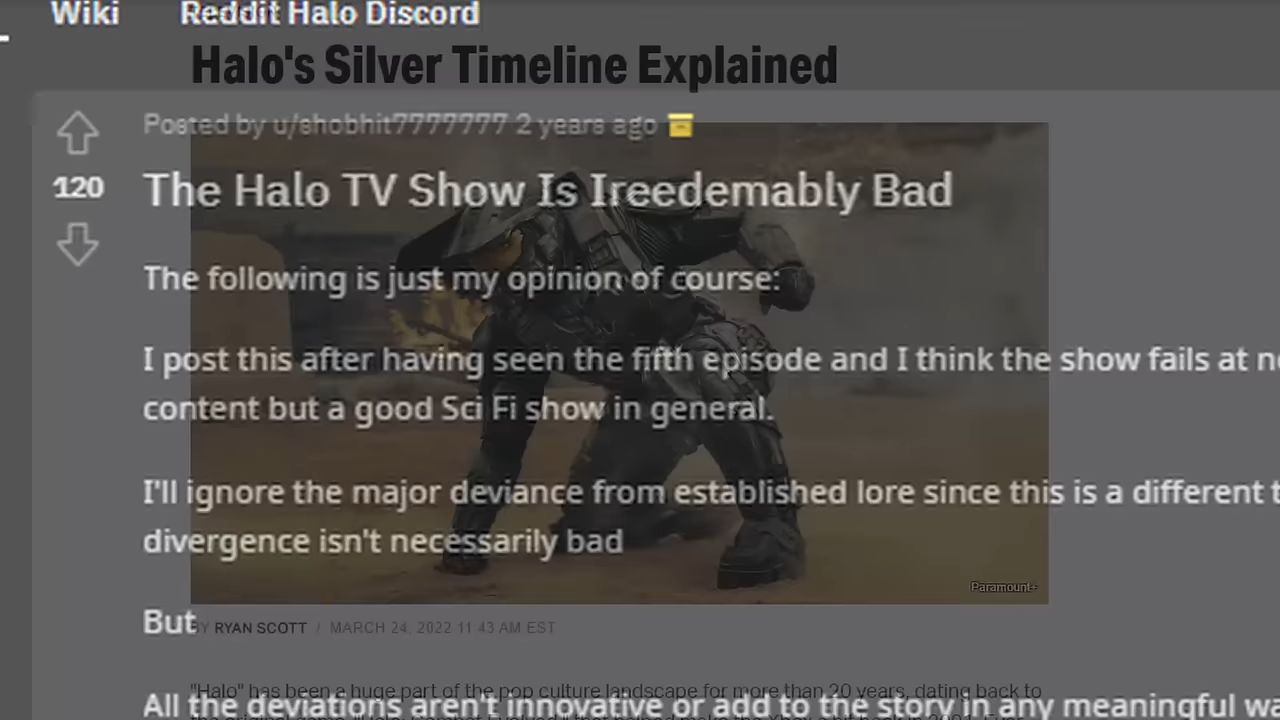 Wiki Reddit Halo Discord
Halo's Silver Timeline Explained
Posted by u/shobhit7777777 2 years ago
120
The Halo TV Show Is Ireedemably Bad
The following is just my opinion of course:
I post this after having seen the fifth episode and I think the show fails at
content but a good Sci Fi show in general.
I'll ignore the major deviance from established lore since this is a different
divergence isn't necessarily bad
Paramount+
But
BY RYAN SCOTT / MARCH 24, 2022 11:43 AM EST
"Halo" has been a huge part of the pop culture landscape for more than 20 years, dating back to
All the deviations aren't innovative or add to the story in any meaningful